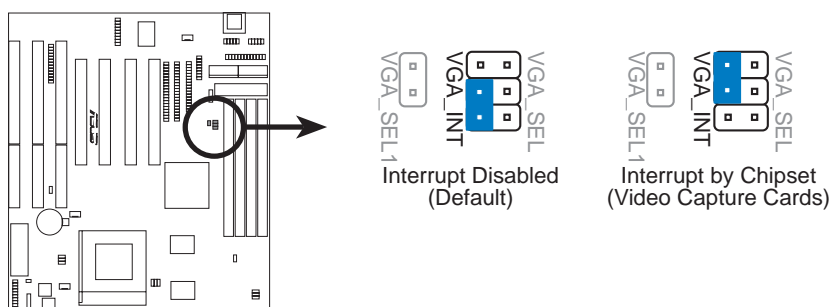 VGA_SEL1
VGA_INT
VGA_SEL
Interrupt Disabled
(Default)
VGA_SEL1
VGA_INT
VGA_SEL
Interrupt by Chipset
(Video Capture Cards)